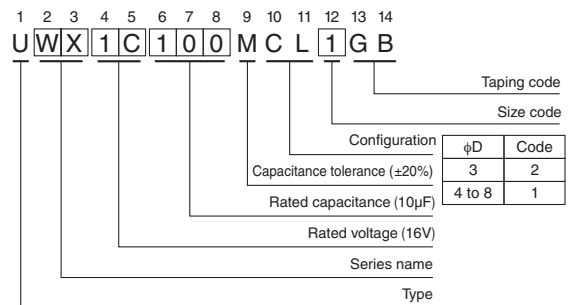 1 2 3 4 5 6 7 8 9 10 11 12 13 14
U W X 1 C 1 0 0 M C L 1 G B
Taping code
Size code
Configuration
Capacitance tolerance (±20%)
Rated capacitance (10µF)
Rated voltage (16V)
Series name
Type
ϕD Code
3 2
4 to 8 1